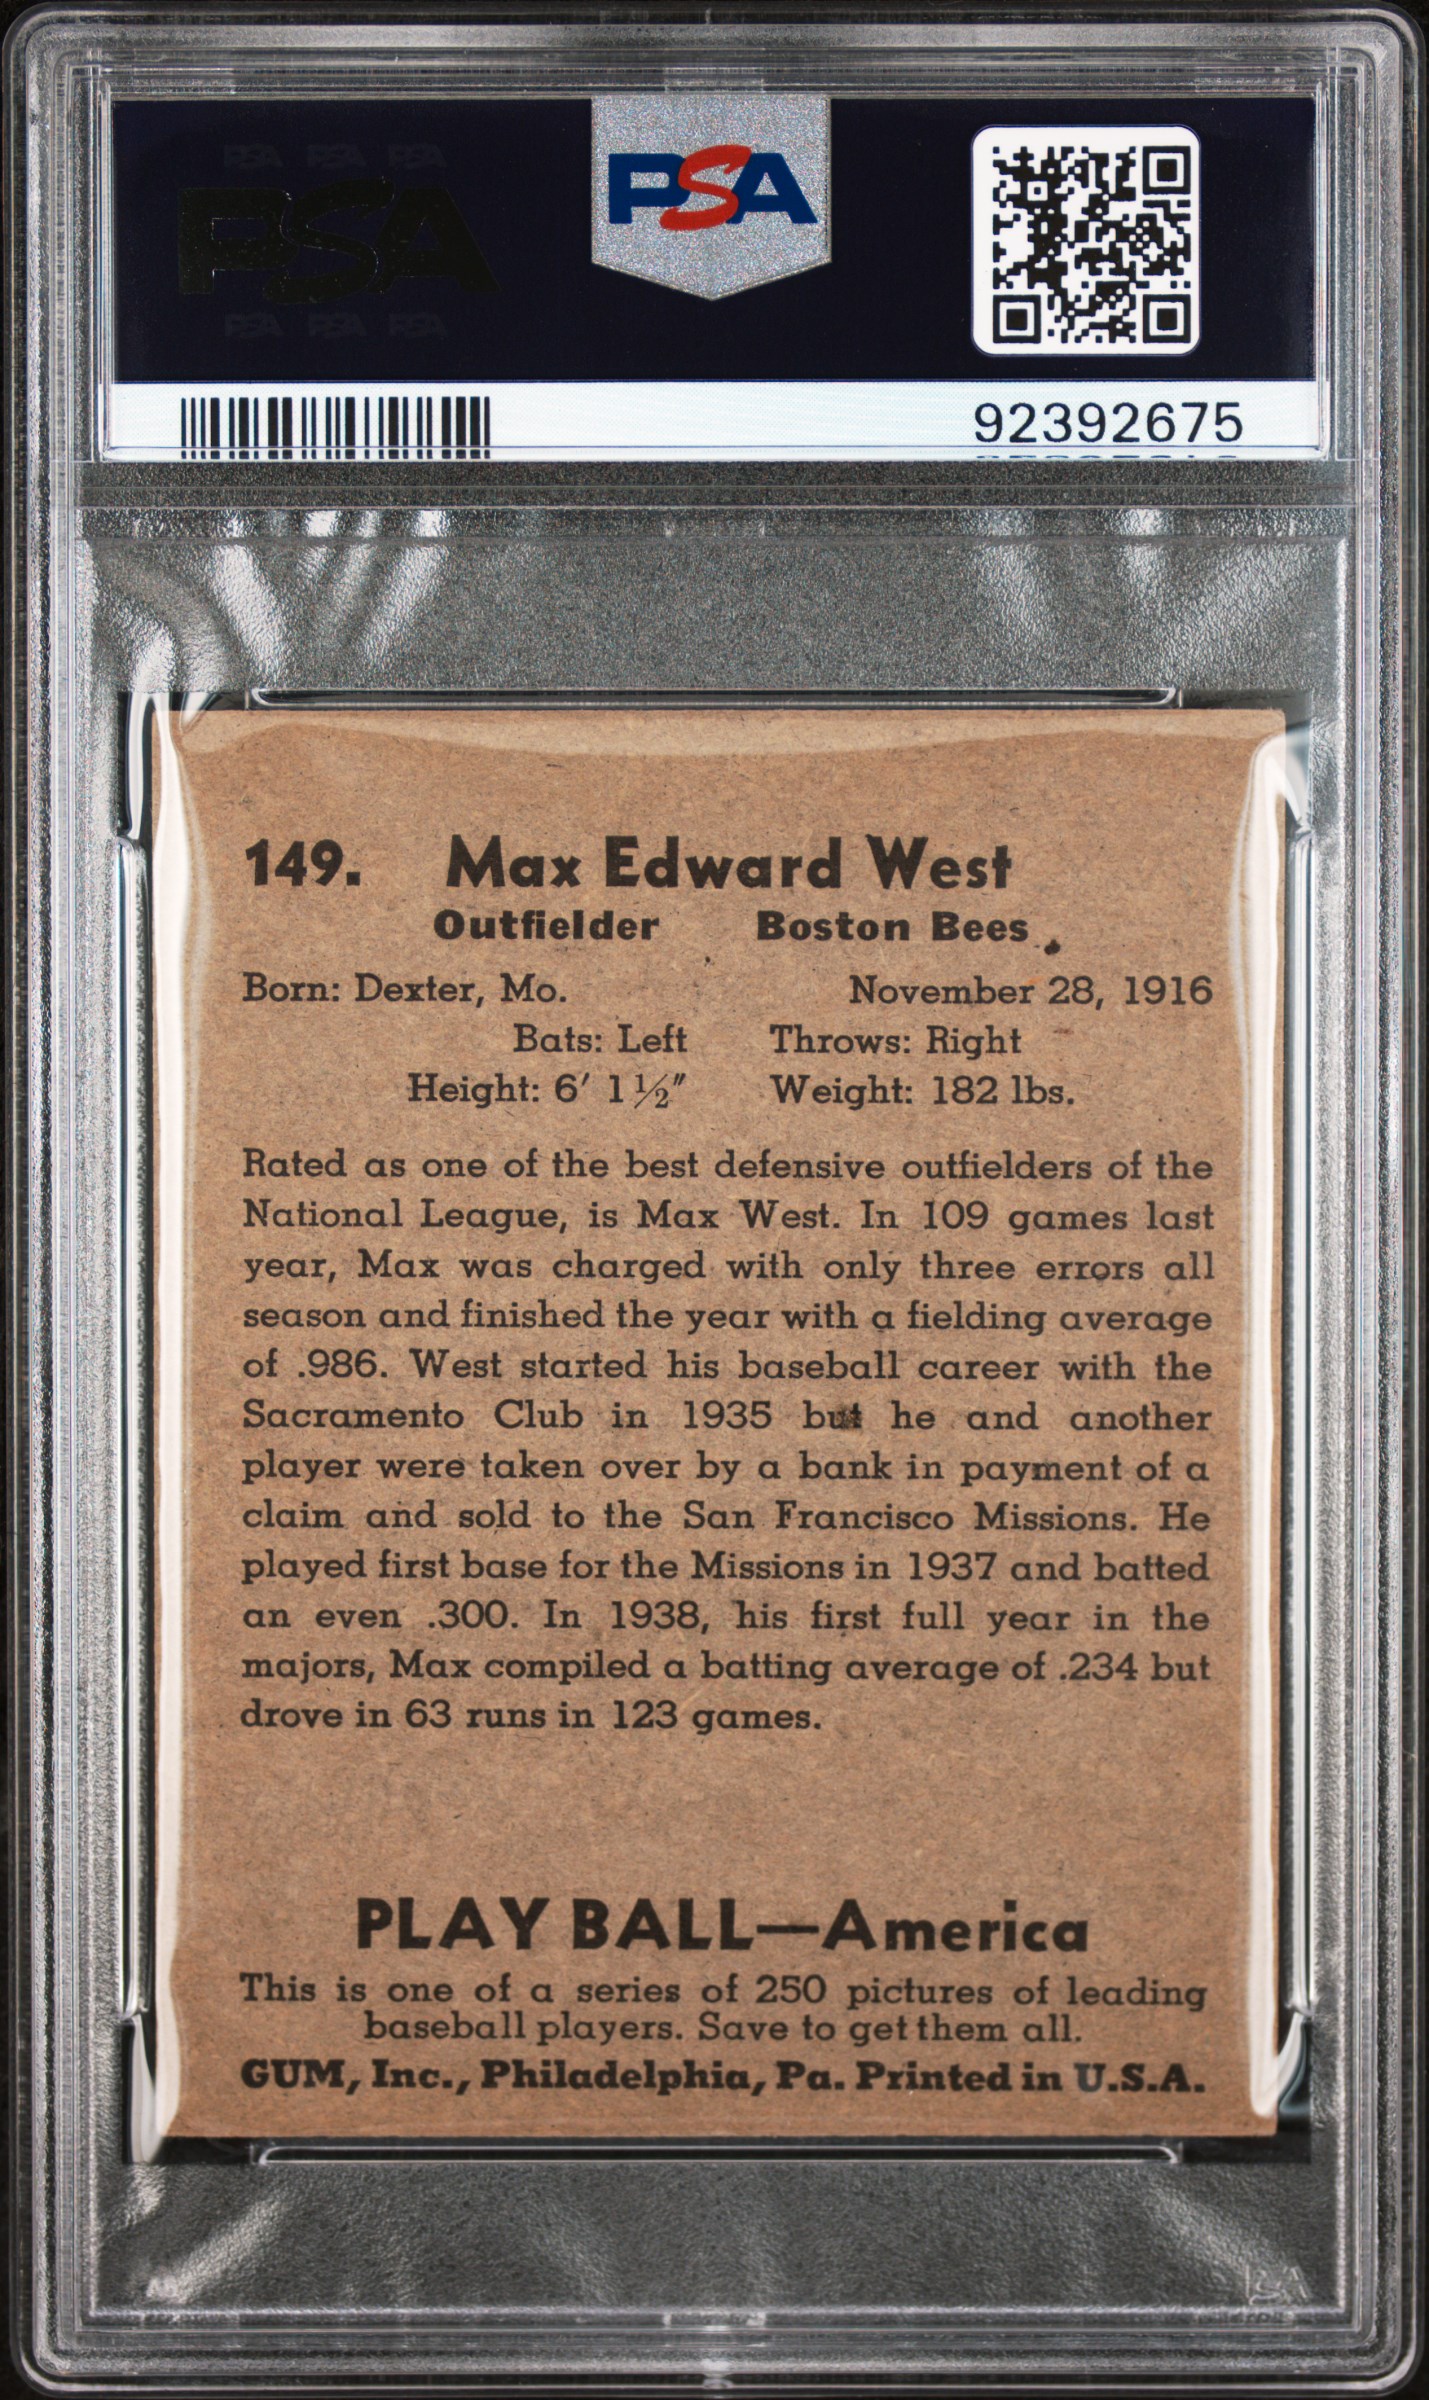 PSA PSA PSA
PSA
PSA PSA PSA
PSA
92392675
149. Max Edward West
Outfielder Boston Bees
Born: Dexter, Mo. November 28, 1916
Bats: Left Throws: Right
Height: 6′ 1½″ Weight: 182 lbs.
Rated as one of the best defensive outfielders of the
National League, is Max West. In 109 games last
year, Max was charged with only three errors all
season and finished the year with a fielding average
of .986. West started his baseball career with the
Sacramento Club in 1935 but he and another
player were taken over by a bank in payment of a
claim and sold to the San Francisco Missions. He
played first base for the Missions in 1937 and batted
an even .300. In 1938, his first full year in the
majors, Max compiled a batting average of .234 but
drove in 63 runs in 123 games.
PLAY BALL—America
This is one of a series of 250 pictures of leading
baseball players. Save to get them all.
GUM, Inc., Philadelphia, Pa. Printed in U.S.A.